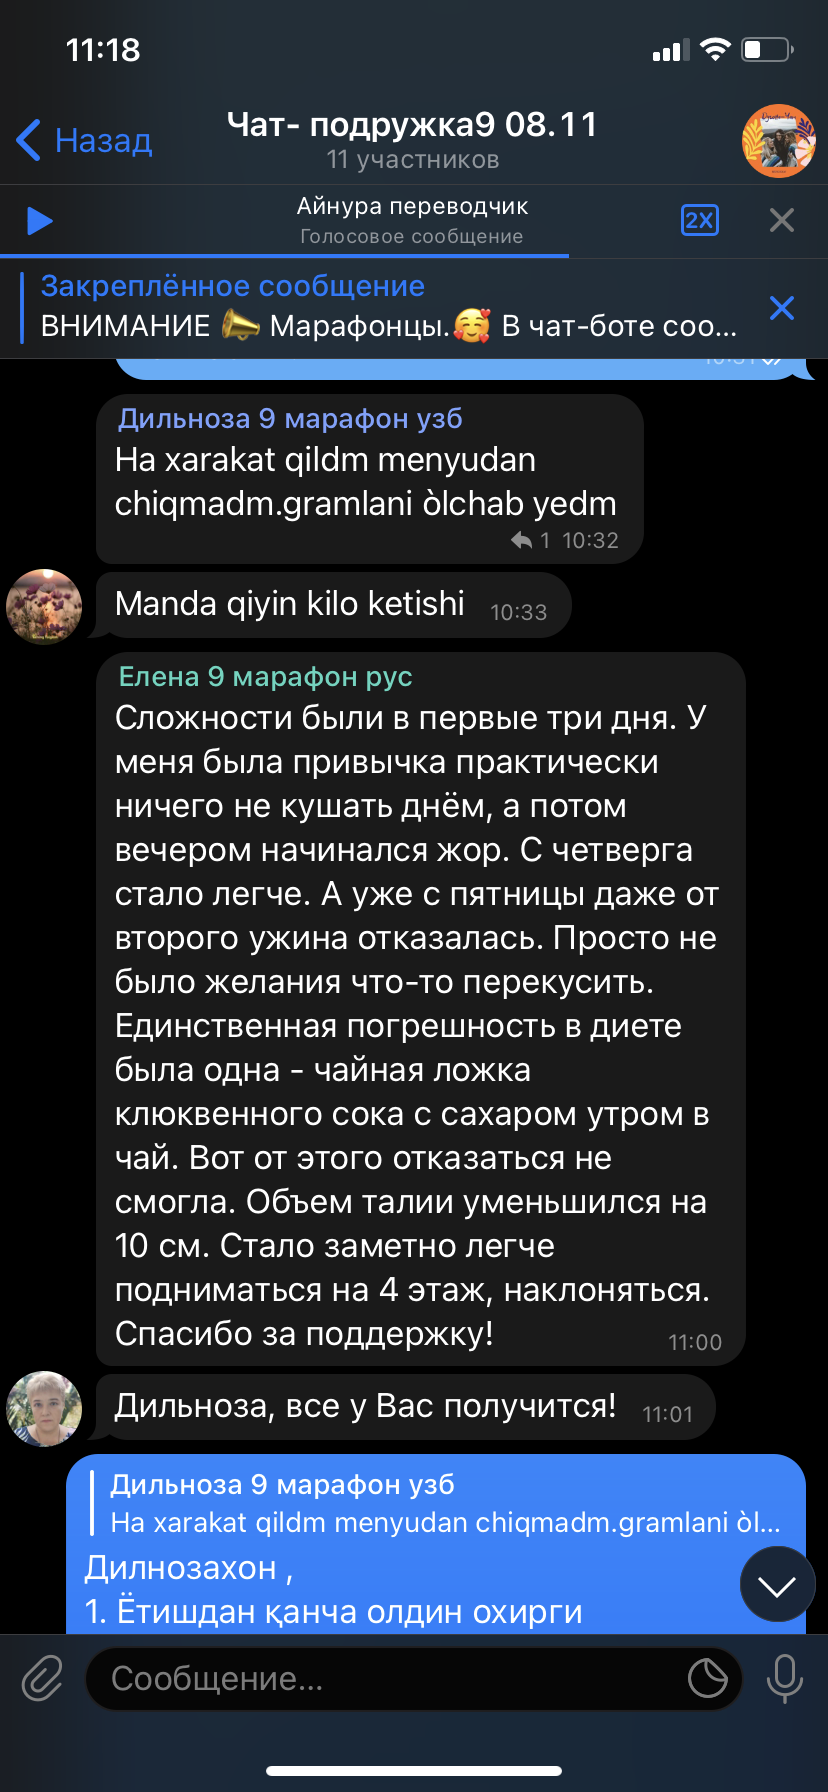 11:18
Назад
Чат- подружка9 08.11
11 участников
Айнура переводчик
Голосовое сообщение
2X
Закреплённое сообщение
ВНИМАНИЕ 📣 Марафонцы.🥰 В чат-боте соо...
Дильноза 9 марафон узб
Ha xarakat qildm menyudan
chiqmadm.gramlani òlchab yedm
1 10:32
Manda qiyin kilo ketishi 10:33
Елена 9 марафон рус
Сложности были в первые три дня. У
меня была привычка практически
ничего не кушать днём, а потом
вечером начинался жор. С четверга
стало легче. А уже с пятницы даже от
второго ужина отказалась. Просто не
было желания что-то перекусить.
Единственная погрешность в диете
была одна - чайная ложка
клюквенного сока с сахаром утром в
чай. Вот от этого отказаться не
смогла. Объем талии уменьшился на
10 см. Стало заметно легче
подниматься на 4 этаж, наклоняться.
Спасибо за поддержку!
11:00
Дильноза, все у Вас получится! 11:01
Дильноза 9 марафон узб
Ha xarakat qildm menyudan chiqmadm.gramlani òl...
Дилнозахон ,
1. Ётишдан қанча олдин охирги
Сообщение...